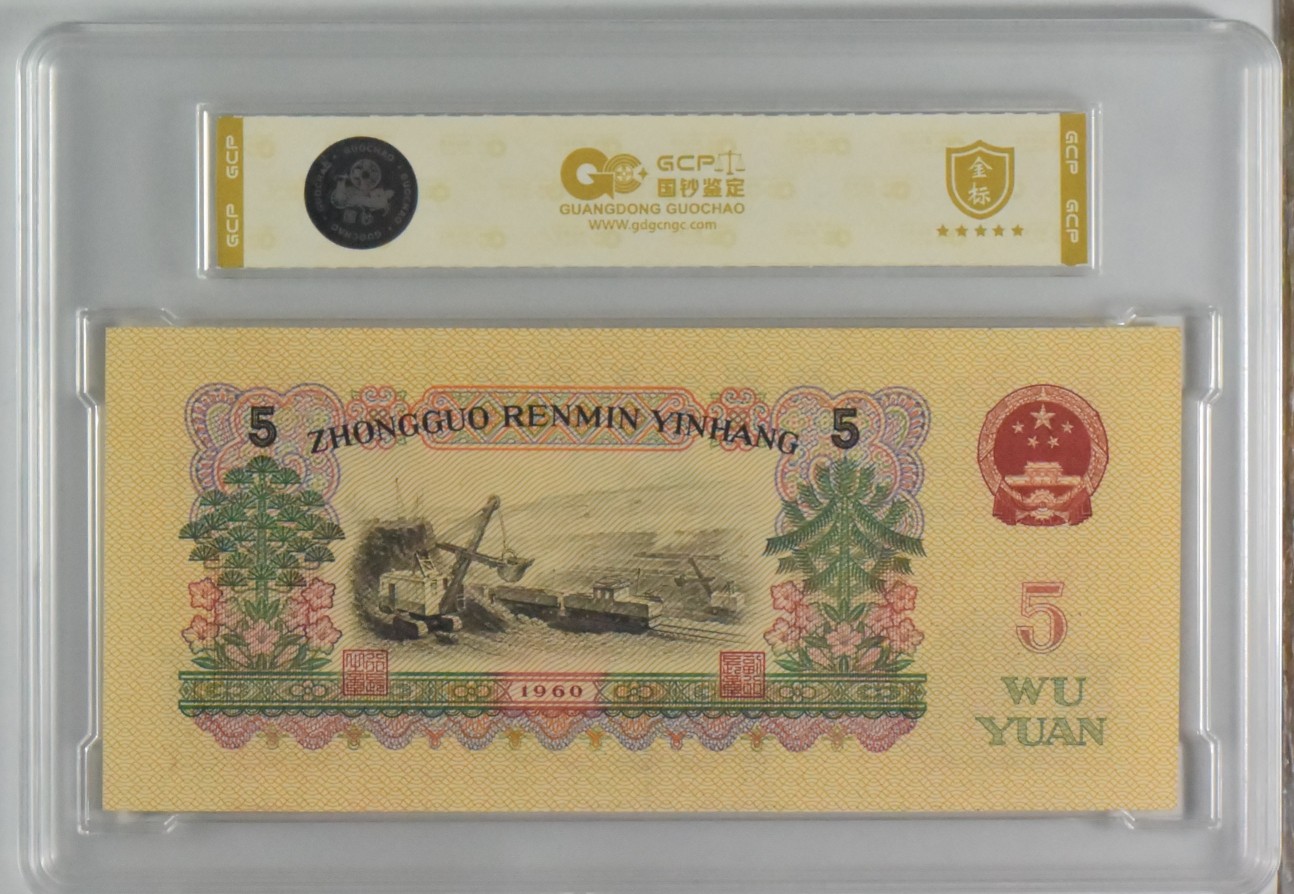 GCP
GCP
GUOCHAO
GCP
国钞鉴定
GUANGDONG GUOCHAO
WWW.gdgcngc.com
金
标
GCP
GCP
5
ZHONGGUO RENMIN YINHANG
5
1960
5
WU
YUAN